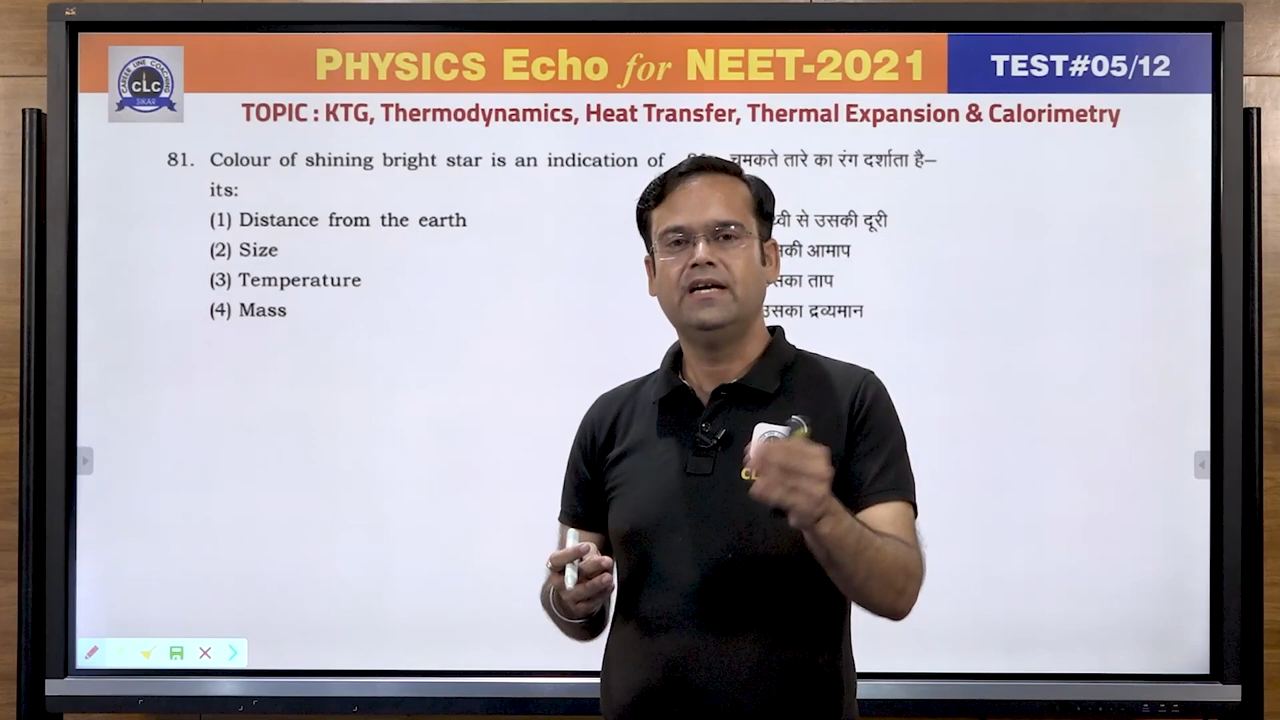 PHYSICS Echo for NEET-2021
TEST#05/12
CLC
SIKAR
TOPIC : KTG, Thermodynamics, Heat Transfer, Thermal Expansion & Calorimetry
81. Colour of shining bright star is an indication of
its:
(1) Distance from the earth
(2) Size
(3) Temperature
(4) Mass
चमकते तारे का रंग दर्शाता है–
से उसकी दूरी
आमाप
ताप
उसका द्रव्यमान